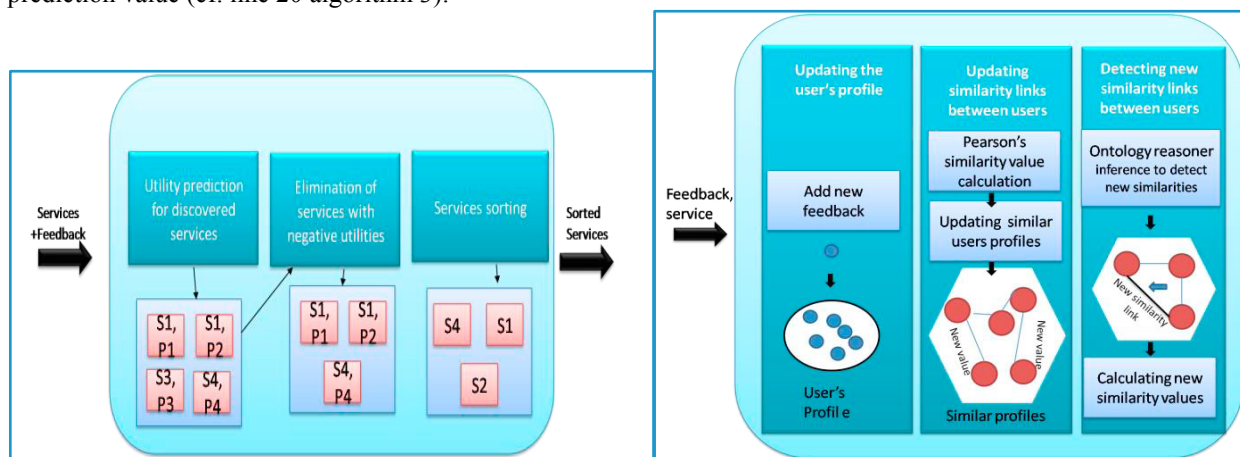 prediction value (cf. line 20 algorithm 3).
Services
+Feedback
Utility prediction
for discovered
services
S1,
P1
S1,
P2
S3,
P3
S4,
P4
Elimination of
services with
negative utilities
S1,
P1
S1,
P2
S4,
P4
Services sorting
S4
S1
S2
Sorted
Services
Feedback,
service
Updating the
user's profile
Add new
feedback
User's
Profil e
Updating
similarity links
between users
Pearson's
similarity value
calculation
Updating similar
users profiles
New value
New value
Similar profiles
Detecting new
similarity links
between users
Ontology reasoner
inference to detect
new similarities
New similarity
link
Calculating new
similarity values